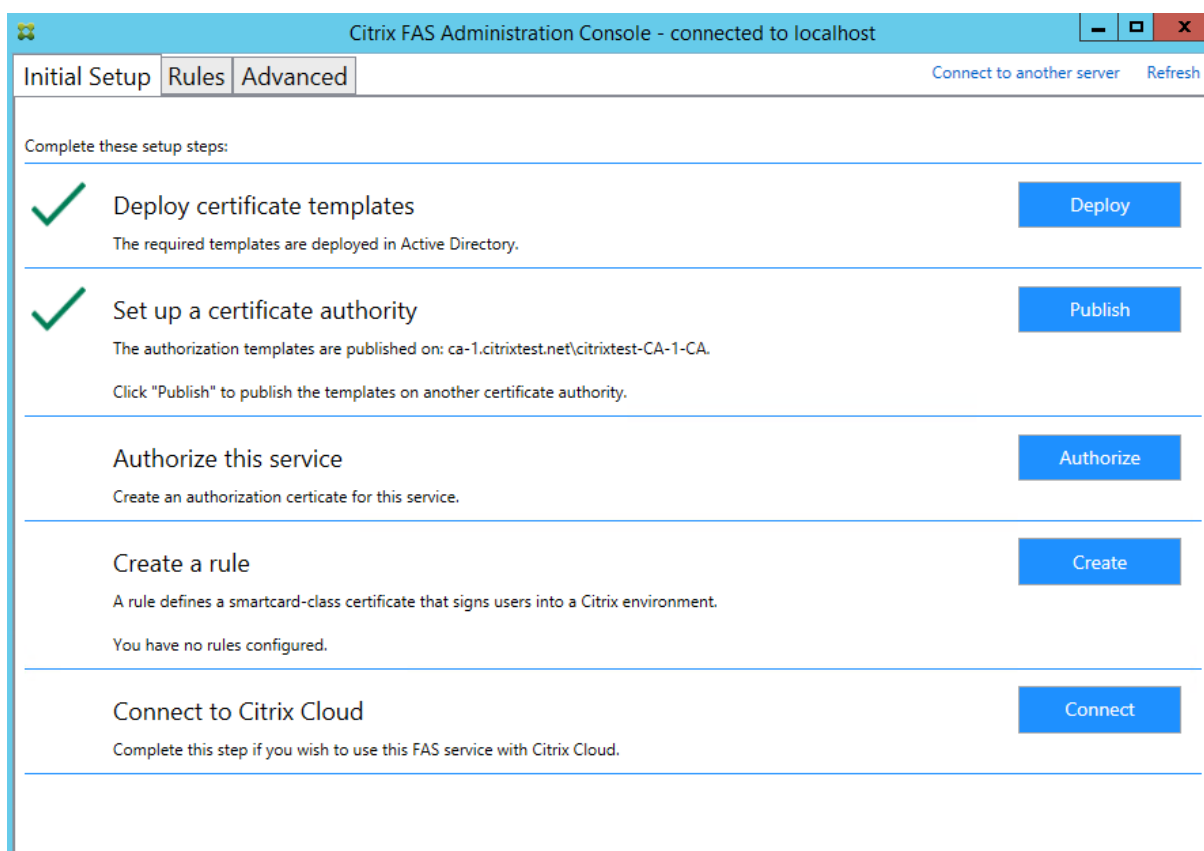 Citrix FAS Administration Console - connected to localhost
Initial Setup Rules Advanced Connect to another server Refresh
Complete these setup steps:
Deploy certificate templates Deploy
The required templates are deployed in Active Directory.
Set up a certificate authority Publish
The authorization templates are published on: ca-1.citrixtest.net\citrixtest-CA-1-CA.
Click "Publish" to publish the templates on another certificate authority.
Authorize this service Authorize
Create an authorization certicate for this service.
Create a rule Create
A rule defines a smartcard-class certificate that signs users into a Citrix environment.
You have no rules configured.
Connect to Citrix Cloud Connect
Complete this step if you wish to use this FAS service with Citrix Cloud.